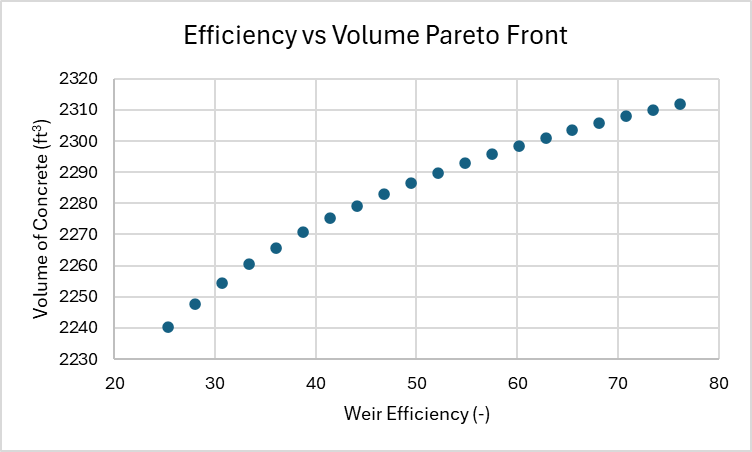 Efficiency vs Volume Pareto Front
Volume of Concrete (ft³)
2320
2310
2300
2290
2280
2270
2260
2250
2240
2230
20 30 40 50 60 70 80
Weir Efficiency (-)